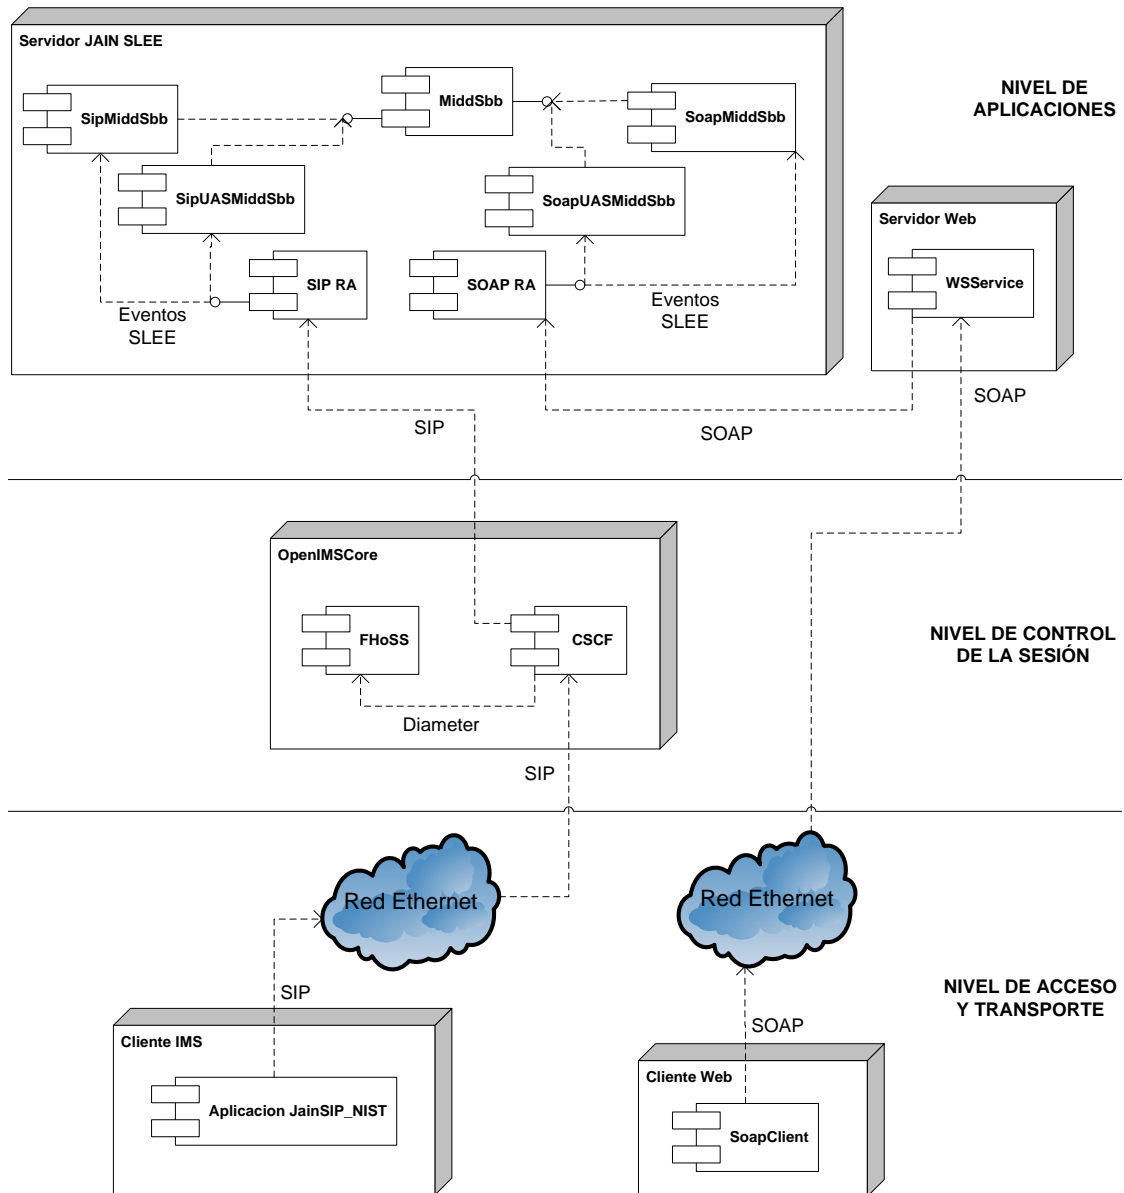 Servidor JAIN SLEE
SipMiddSbb
MiddSbb
SoapMiddSbb
NIVEL DE
APLICACIONES
SipUASMiddSbb
SoapUASMiddSbb
Servidor Web
SIP RA
SOAP RA
WSService
Eventos
SLEE
Eventos
SLEE
SIP
SOAP
SOAP
OpenIMSCore
FHoSS
CSCF
NIVEL DE CONTROL
DE LA SESIÓN
Diameter
SIP
Red Ethernet
Red Ethernet
SIP
NIVEL DE ACCESO
Y TRANSPORTE
SOAP
Cliente IMS
Aplicacion JainSIP_NIST
Cliente Web
SoapClient